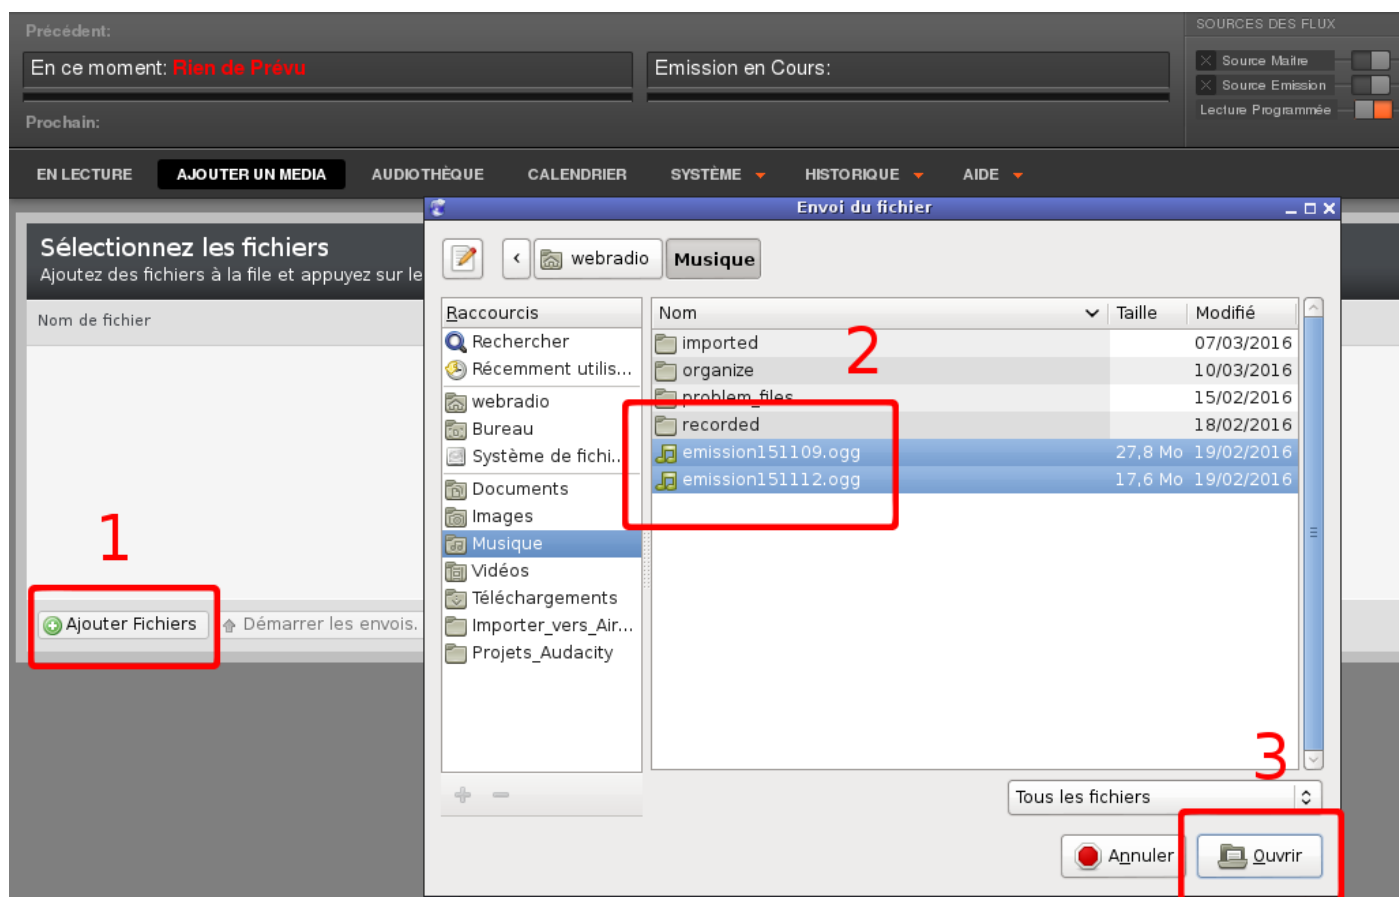 Précédent:
SOURCES DES FLUX
En ce moment: Rien de Prévu
Emission en Cours:
Source Maître
Source Emission
Lecture Programmée
Prochain:
EN LECTURE AJOUTER UN MEDIA AUDIOTHÈQUE CALENDRIER SYSTÈME HISTORIQUE AIDE
Envoi du fichier
Sélectionnez les fichiers
Ajoutez des fichiers à la file et appuyez sur le
Nom de fichier
1
Ajouter Fichiers
Démarrer les envois.
webradio Musique
Raccourcis
Rechercher
Récemment utilis...
webradio
Bureau
Système de fichi...
Documents
Images
Musique
Vidéos
Téléchargements
Importer_vers_Air...
Projets_Audacity
Nom Taille Modifié
2
imported 07/03/2016
organize 10/03/2016
problem_files 15/02/2016
recorded 18/02/2016
emission151109.ogg 27,8 Mo 19/02/2016
emission151112.ogg 17,6 Mo 19/02/2016
3
Tous les fichiers
Annuler Ouvrir